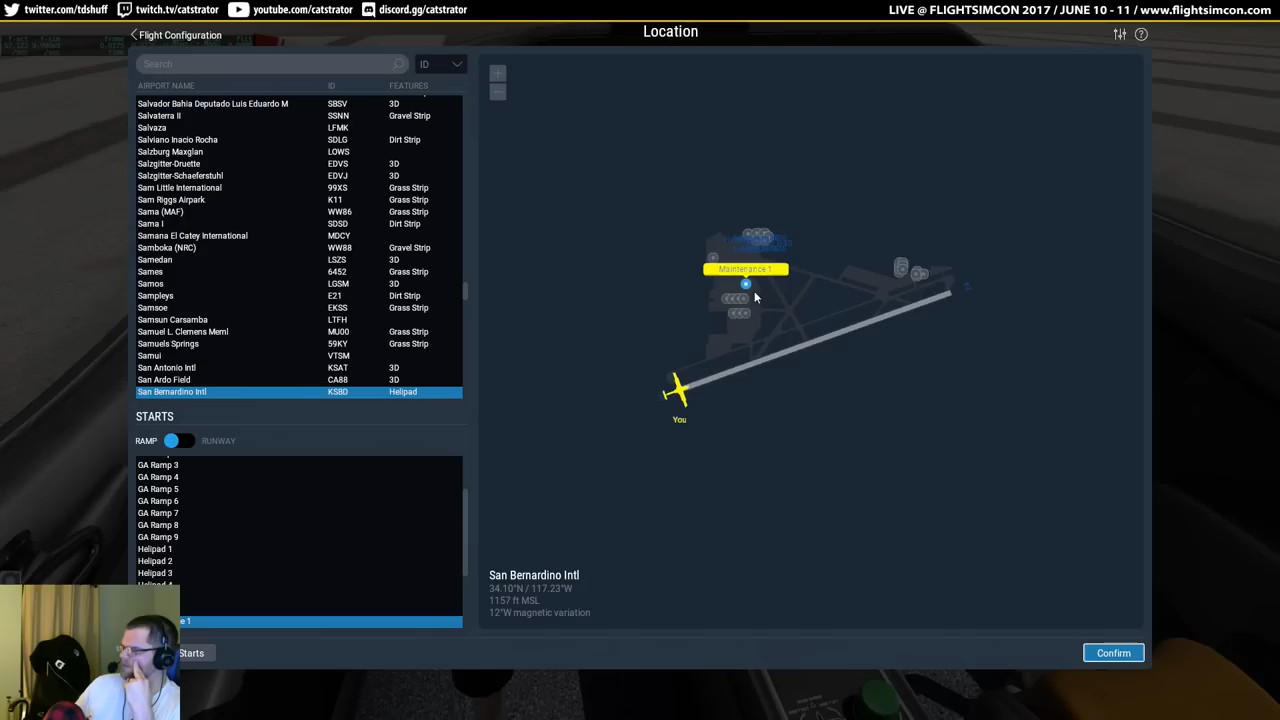 twitter.com/tdshuff
twitch.tv/catstrator
youtube.com/catstrator
discord.gg/catstrator
LIVE @ FLIGHTSIMCON 2017 / JUNE 10 - 11 / www.flightsimcon.com
Flight Configuration
Location
Search
ID
AIRPORT NAME ID FEATURES
Salvador Bahia Deputado Luis Eduardo M SBSV 3D
Salvaterra II SSNN Gravel Strip
Salvaza LFMK
Salviano Inacio Rocha SDLG Dirt Strip
Salzburg Maxglan LOWS
Salzgitter-Druette EDVS 3D
Salzgitter-Schaeferstuhl EDVJ 3D
Sam Little International 99XS Grass Strip
Sam Riggs Airpark K11 Grass Strip
Sama (MAF) WW86 Grass Strip
Sama I SDSD Dirt Strip
Samana El Catey International MDCY
Samboka (NRC) WW88 Gravel Strip
Samedan LSZS 3D
Sames 6452 Grass Strip
Samos LGSM 3D
Sampleys E21 Dirt Strip
Samsoe EKSS Grass Strip
Samsun Carsamba LTFH
Samuel L. Clemens Meml MU00 Grass Strip
Samuels Springs 59KY Grass Strip
Samui VTSM
San Antonio Intl KSAT 3D
San Ardo Field CA88 3D
San Bernardino Intl KSBD Helipad
STARTS
RAMP RUNWAY
GA Ramp 3
GA Ramp 4
GA Ramp 5
GA Ramp 6
GA Ramp 7
GA Ramp 8
GA Ramp 9
Helipad 1
Helipad 2
Helipad 3
e 1
Starts
Maintenance 1
You
San Bernardino Intl
34.10°N / 117.23°W
1157 ft MSL
12°W magnetic variation
Confirm